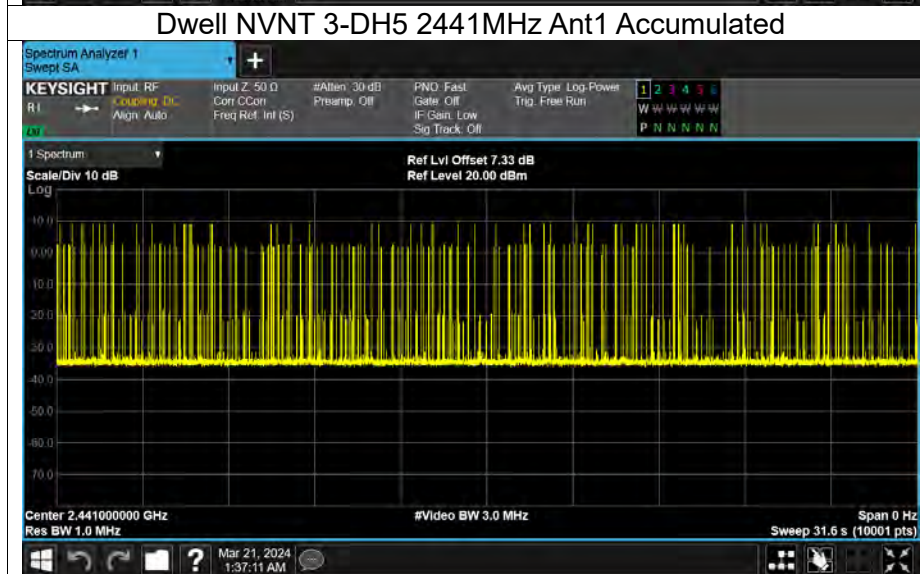 Dwell NVNT 3-DH5 2441MHz Ant1 Accumulated
Spectrum Analyzer 1
Swept SA
+
KEYSIGHT
R L
Input: RF
Coupling: DC
Align: Auto
Input Z: 50 Ω
Corr CCorr
Freq Ref: Int (S)
#Atten: 30 dB
Preamp: Off
PNO: Fast
Gate: Off
IF Gain: Low
Sig Track: Off
Avg Type: Log-Power
Trig: Free Run
1 2 3 4 5 6
W W W W W W
P N N N N N
1 Spectrum
Scale/Div 10 dB
Log
Ref Lvl Offset 7.33 dB
Ref Level 20.00 dBm
10.0
0.00
-10.0
-20.0
-30.0
-40.0
-50.0
-60.0
-70.0
Center 2.441000000 GHz
Res BW 1.0 MHz
#Video BW 3.0 MHz
Span 0 Hz
Sweep 31.6 s (10001 pts)
?
Mar 21, 2024
1:37:11 AM